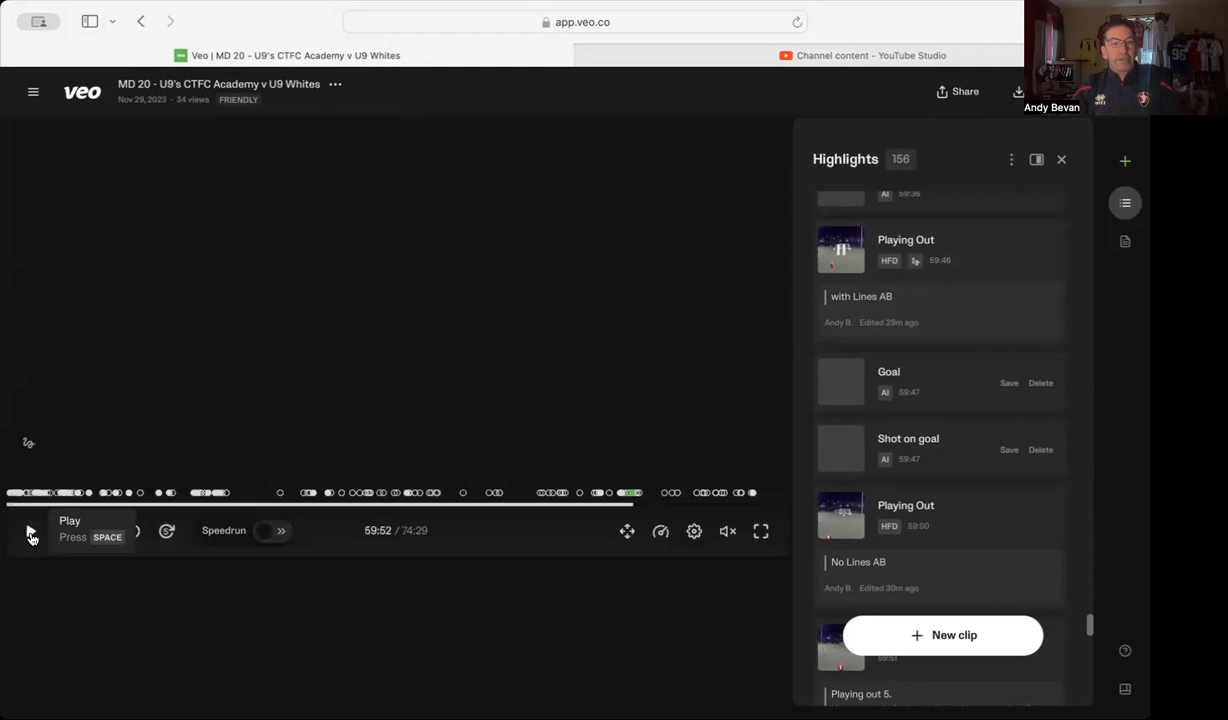 app.veo.co
Veo | MD 20 - U9's CTFC Academy v U9 Whites
Channel content - YouTube Studio
Andy Bevan
veo
MD 20 - U9's CTFC Academy v U9 Whites
Nov 29, 2023 • 34 views FRIENDLY
Share
Highlights 156
AI 59:36
Playing Out
HFD 59:46
with Lines AB
Andy B. Edited 29m ago
Goal
AI 59:47
Save Delete
Shot on goal
AI 59:47
Save Delete
Playing Out
HFD 59:50
No Lines AB
Andy B. Edited 30m ago
+ New clip
59:51
Playing out 5.
Play
Press SPACE
5
Speedrun
59:52 / 74:29